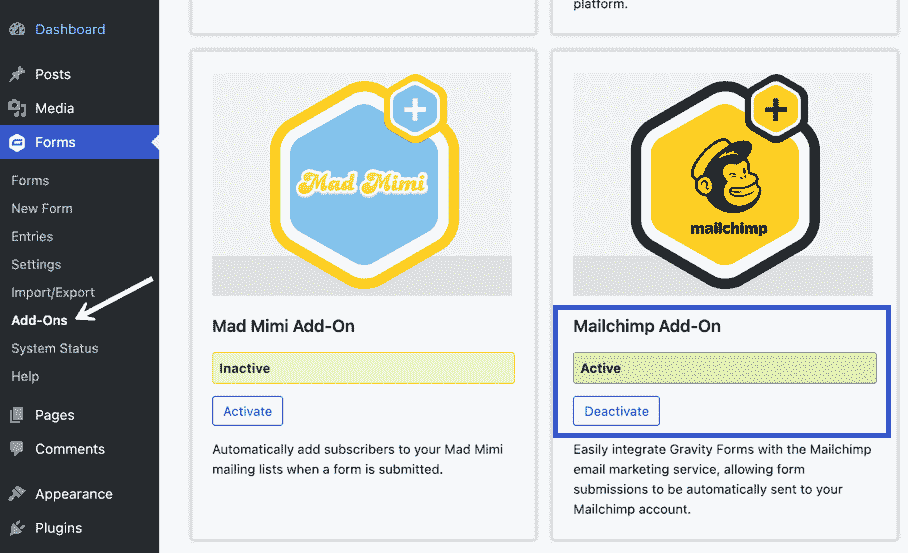 Dashboard
Posts
Media
Forms
Forms
New Form
Entries
Settings
Import/Export
Add-Ons
System Status
Help
Pages
Comments
Appearance
Plugins
Mad Mimi
Mad Mimi Add-On
Inactive
Activate
Automatically add subscribers to your Mad Mimi
mailing lists when a form is submitted.
platform.
mailchimp
Mailchimp Add-On
Active
Deactivate
Easily integrate Gravity Forms with the Mailchimp
email marketing service, allowing form
submissions to be automatically sent to your
Mailchimp account.